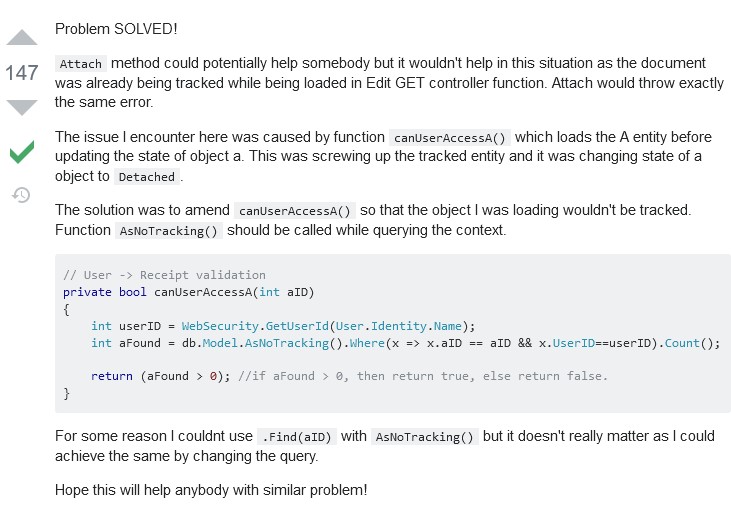 Problem SOLVED!
147
Attach method could potentially help somebody but it wouldn't help in this situation as the document
was already being tracked while being loaded in Edit GET controller function. Attach would throw exactly
the same error.
The issue I encounter here was caused by function canUserAccessA() which loads the A entity before
updating the state of object a. This was screwing up the tracked entity and it was changing state of a
object to Detached.
The solution was to amend canUserAccessA() so that the object I was loading wouldn't be tracked.
Function AsNoTracking() should be called while querying the context.
// User -> Receipt validation
private bool canUserAccessA(int aID)
{
    int userID = WebSecurity.GetUserId(User.Identity.Name);
    int aFound = db.Model.AsNoTracking().Where(x => x.aID == aID && x.UserID==userID).Count();
    return (aFound > 0); //if aFound > 0, then return true, else return false.
}
For some reason I couldnt use .Find(aID) with AsNoTracking() but it doesn't really matter as I could
achieve the same by changing the query.
Hope this will help anybody with similar problem!